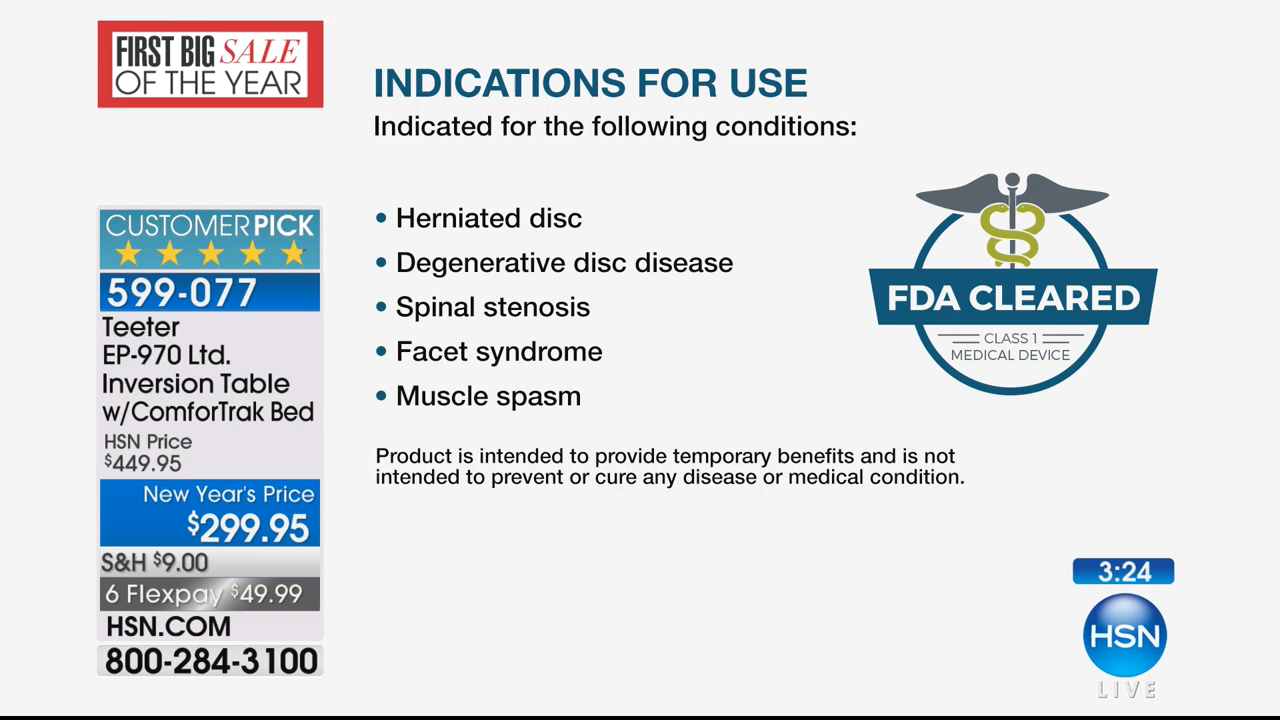 FIRST BIG SALE
OF THE YEAR
INDICATIONS FOR USE
Indicated for the following conditions:
• Herniated disc
• Degenerative disc disease
• Spinal stenosis
• Facet syndrome
• Muscle spasm
Product is intended to provide temporary benefits and is not
intended to prevent or cure any disease or medical condition.
FDA CLEARED
CLASS 1
MEDICAL DEVICE
CUSTOMER PICK
599-077
Teeter
EP-970 Ltd.
Inversion Table
w/ComforTrak Bed
HSN Price
$449.95
New Year's Price
$299.95
S&H $9.00
6 Flexpay $49.99
HSN.COM
800-284-3100
3:24
HSN
LIVE